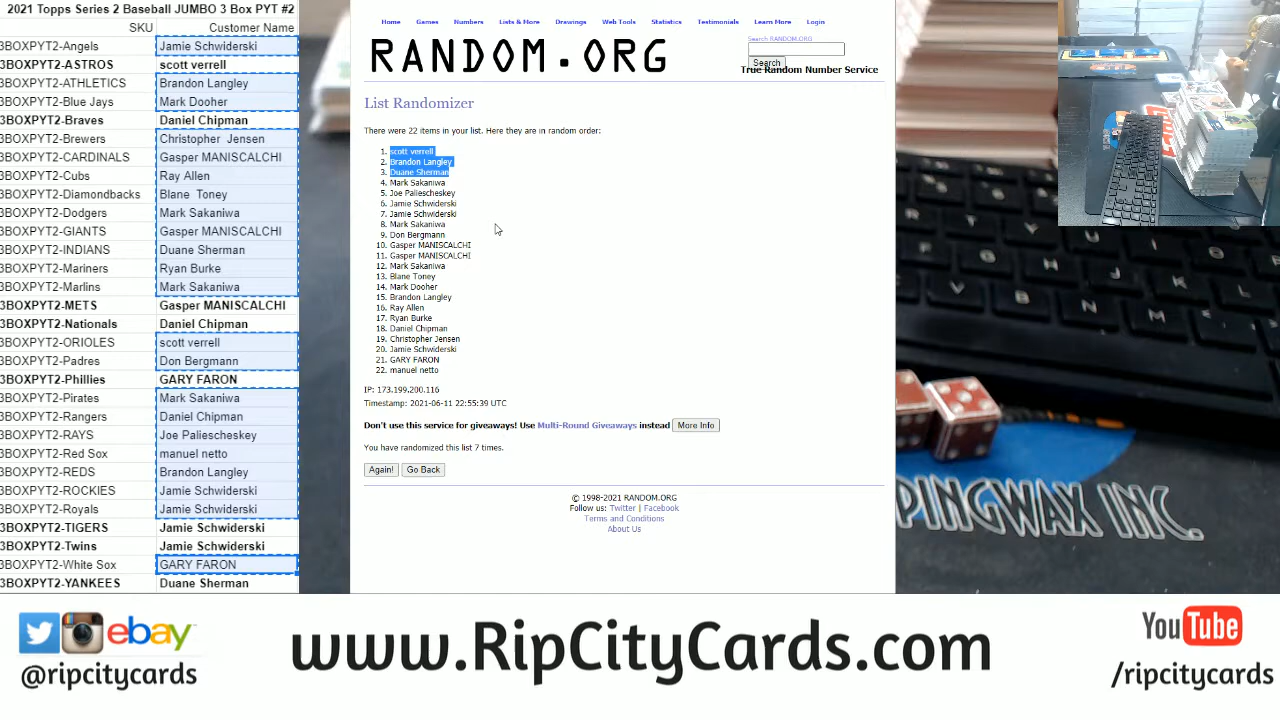 2021 Topps Series 2 Baseball JUMBO 3 Box PYT #2
SKU Customer Name
3BOXPYT2-Angels Jamie Schwiderski
3BOXPYT2-ASTROS scott verrell
3BOXPYT2-ATHLETICS Brandon Langley
3BOXPYT2-Blue Jays Mark Dooher
3BOXPYT2-Braves Daniel Chipman
3BOXPYT2-Brewers Christopher Jensen
3BOXPYT2-CARDINALS Gasper MANISCALCHI
3BOXPYT2-Cubs Ray Allen
3BOXPYT2-Diamondbacks Blane Toney
3BOXPYT2-Dodgers Mark Sakaniwa
3BOXPYT2-GIANTS Gasper MANISCALCHI
3BOXPYT2-INDIANS Duane Sherman
3BOXPYT2-Mariners Ryan Burke
3BOXPYT2-Marlins Mark Sakaniwa
3BOXPYT2-METS Gasper MANISCALCHI
3BOXPYT2-Nationals Daniel Chipman
3BOXPYT2-ORIOLES scott verrell
3BOXPYT2-Padres Don Bergmann
3BOXPYT2-Phillies GARY FARON
3BOXPYT2-Pirates Mark Sakaniwa
3BOXPYT2-Rangers Daniel Chipman
3BOXPYT2-RAYS Joe Paliescheskey
3BOXPYT2-Red Sox manuel netto
3BOXPYT2-REDS Brandon Langley
3BOXPYT2-ROCKIES Jamie Schwiderski
3BOXPYT2-Royals Jamie Schwiderski
3BOXPYT2-TIGERS Jamie Schwiderski
3BOXPYT2-Twins Jamie Schwiderski
3BOXPYT2-White Sox GARY FARON
3BOXPYT2-YANKEES Duane Sherman
Home Games Numbers Lists & More Drawings Web Tools Statistics Testimonials Learn More Login
RANDOM.ORG
Search RANDOM.ORG
Search
True Random Number Service
List Randomizer
There were 22 items in your list. Here they are in random order:
1. scott verrell
2. Brandon Langley
3. Duane Sherman
4. Mark Sakaniwa
5. Joe Paliescheskey
6. Jamie Schwiderski
7. Jamie Schwiderski
8. Mark Sakaniwa
9. Don Bergmann
10. Gasper MANISCALCHI
11. Gasper MANISCALCHI
12. Mark Sakaniwa
13. Blane Toney
14. Mark Dooher
15. Brandon Langley
16. Ray Allen
17. Ryan Burke
18. Daniel Chipman
19. Christopher Jensen
20. Jamie Schwiderski
21. GARY FARON
22. manuel netto
IP: 173.199.200.116
Timestamp: 2021-06-11 22:55:39 UTC
Don't use this service for giveaways! Use Multi-Round Giveaways instead More Info
You have randomized this list 7 times.
Again! Go Back
© 1998-2021 RANDOM.ORG
Follow us: Twitter | Facebook
Terms and Conditions
About Us
PINGWAX INC.
ebay
@ripcitycards
www.RipCityCards.com
YouTube
/ripcitycards